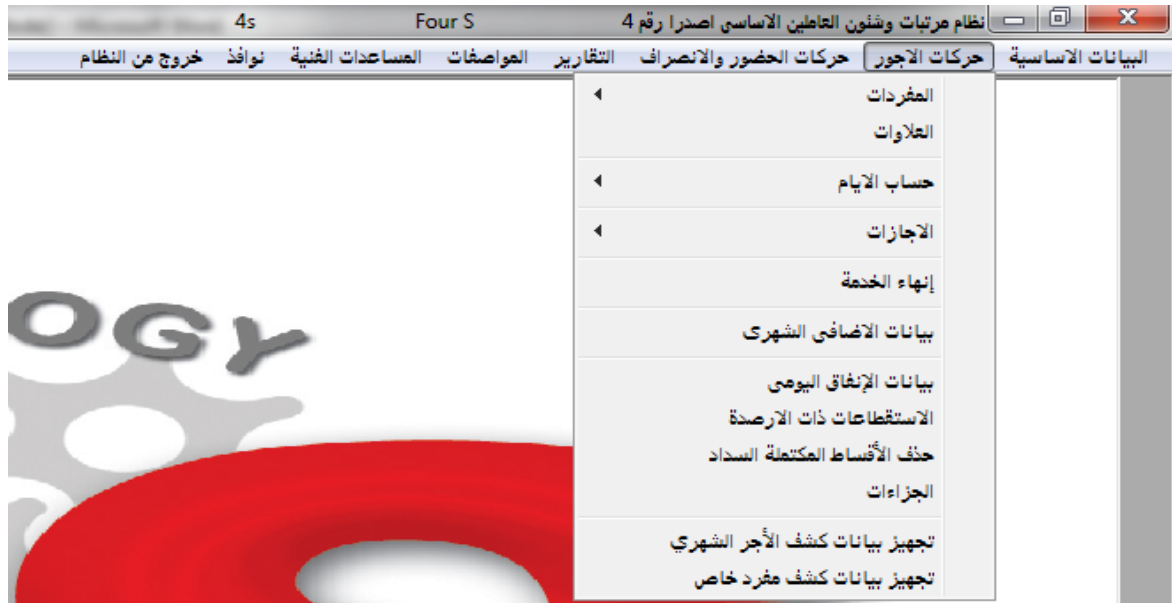 نظام مرتبات وشئون العاملين الاساسى اصدرا رقم 4 Four S 4s
البيانات الاساسية حركات الاجور حركات الحضور والانصراف التقارير المواصفات المساعدات الفنية نوافذ خروج من النظام
المفردات
العلاوات
حساب الايام
الاجازات
إنهاء الخدمة
بيانات الاضافى الشهرى
بيانات الإنفاق اليومى
الاستقطاعات ذات الارصدة
حذف الأقساط المكتملة السداد
الجزاءات
تجهيز بيانات كشف الأجر الشهري
تجهيز بيانات كشف مفرد خاص
OGY